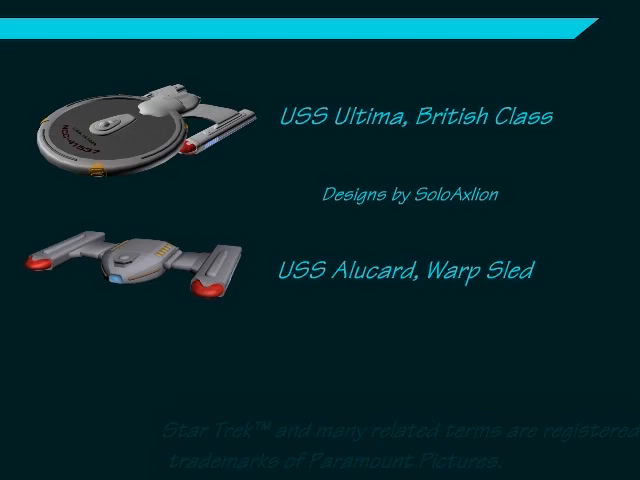 USS Ultima, British Class
Designs by SoloAxlion
USS Alucard, Warp Sled
Star Trek™ and many related terms are registered
trademarks of Paramount Pictures.